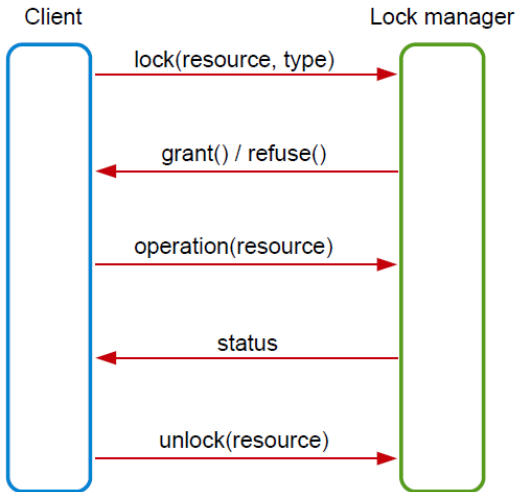 Client
Lock manager
lock(resource, type)
grant() / refuse()
operation(resource)
status
unlock(resource)